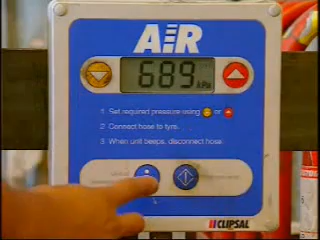 AIR
689 kPa
1 Set required pressure using or
2 Connect hose to tyre. . .
3 When unit beeps, disconnect hose
CLIPSAL